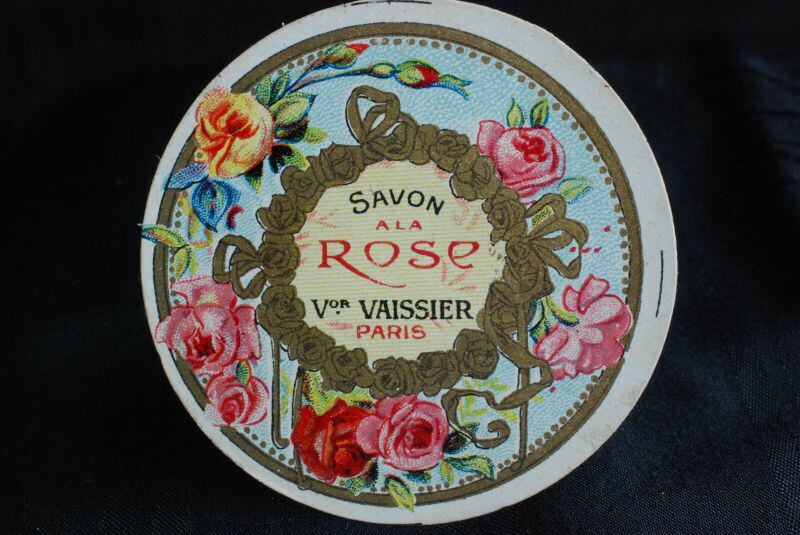 SAVON
A LA
ROSE
Vor VAISSIER
PARIS